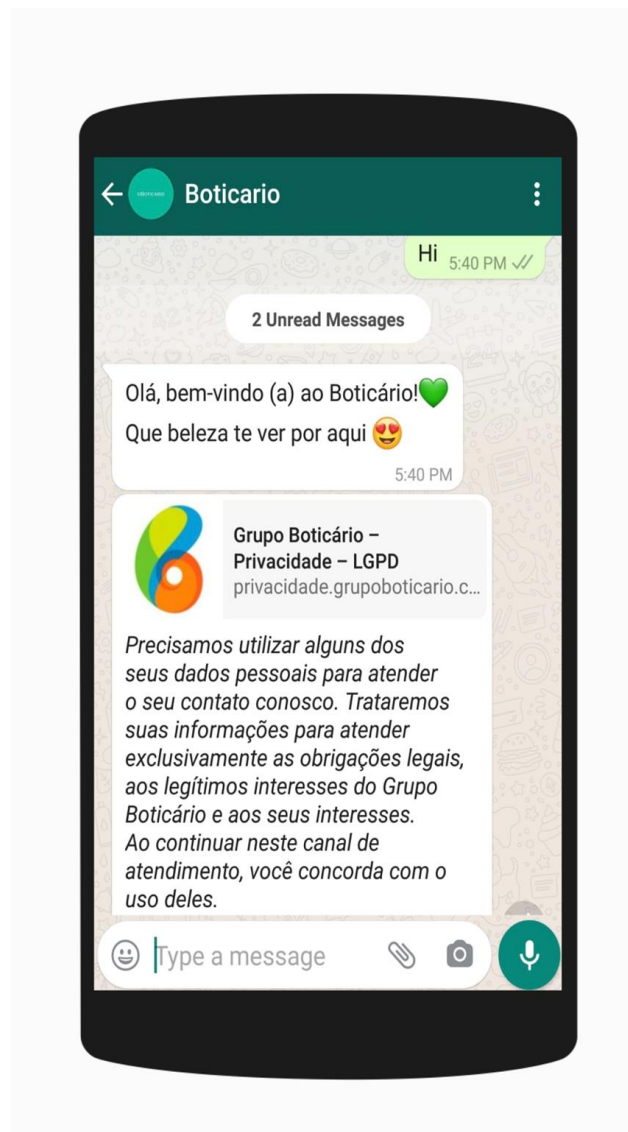 Boticario
Hi
5:40 PM
2 Unread Messages
Olá, bem-vindo (a) ao Boticário!💚
Que beleza te ver por aqui 😍
5:40 PM
Grupo Boticário –
Privacidade – LGPD
privacidade.grupoboticario.c...
Precisamos utilizar alguns dos
seus dados pessoais para atender
o seu contato conosco. Trataremos
suas informações para atender
exclusivamente as obrigações legais,
aos legítimos interesses do Grupo
Boticário e aos seus interesses.
Ao continuar neste canal de
atendimento, você concorda com o
uso deles.
Type a message